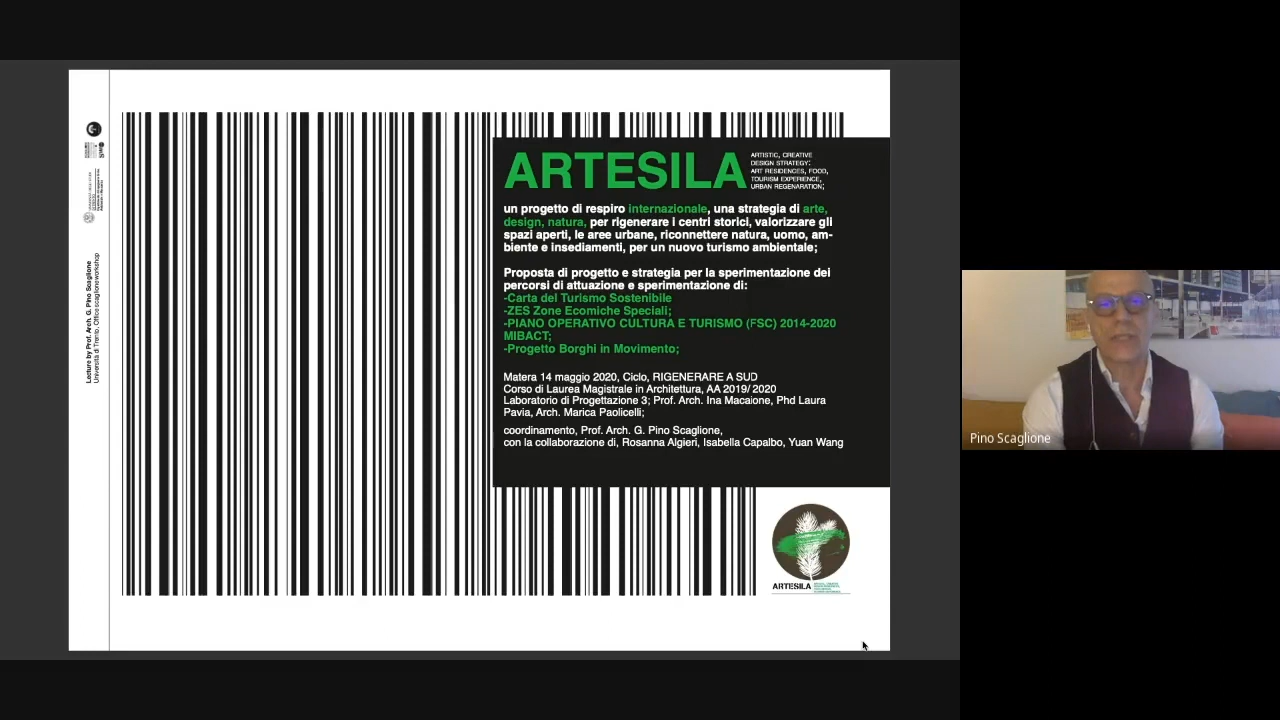 ARTESILA
ARTISTIC, CREATIVE
DESIGN STRATEGY:
ART RESIDENCES, FOOD,
TOURISM EXPERIENCE,
URBAN REGENARATION;
un progetto di respiro internazionale, una strategia di arte,
design, natura, per rigenerare i centri storici, valorizzare gli
spazi aperti, le aree urbane, riconnettere natura, uomo, am-
biente e insediamenti, per un nuovo turismo ambientale;
Proposta di progetto e strategia per la sperimentazione dei
percorsi di attuazione e sperimentazione di:
-Carta del Turismo Sostenibile
-ZES Zone Ecomiche Speciali;
-PIANO OPERATIVO CULTURA E TURISMO (FSC) 2014-2020
MIBACT;
-Progetto Borghi in Movimento;
Matera 14 maggio 2020, Ciclo, RIGENERARE A SUD
Corso di Laurea Magistrale in Architettura, AA 2019/ 2020
Laboratorio di Progettazione 3; Prof. Arch. Ina Macaione, Phd Laura
Pavia, Arch. Marica Paolicelli;
coordinamento, Prof. Arch. G. Pino Scaglione,
con la collaborazione di, Rosanna Algieri, Isabella Capalbo, Yuan Wang
Lecture by Prof. Arch. G. Pino Scaglione
Università di Trento, Office scaglioneworkshop
ARTESILA
Pino Scaglione